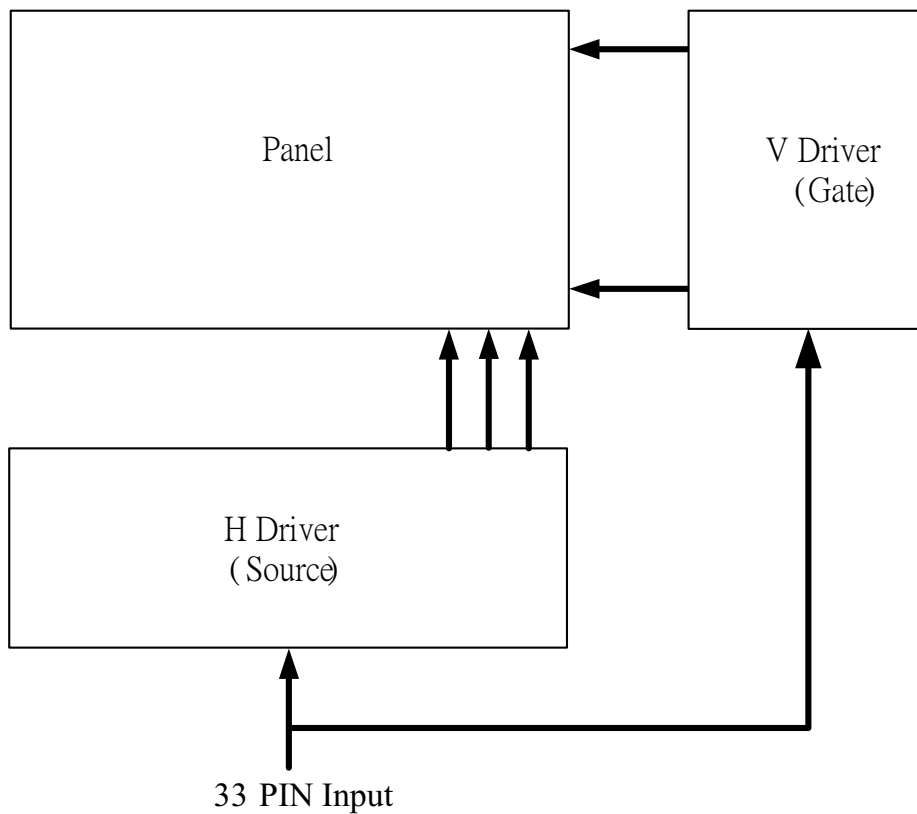 Panel
V Driver
(Gate)
H Driver
(Source)
33 PIN Input